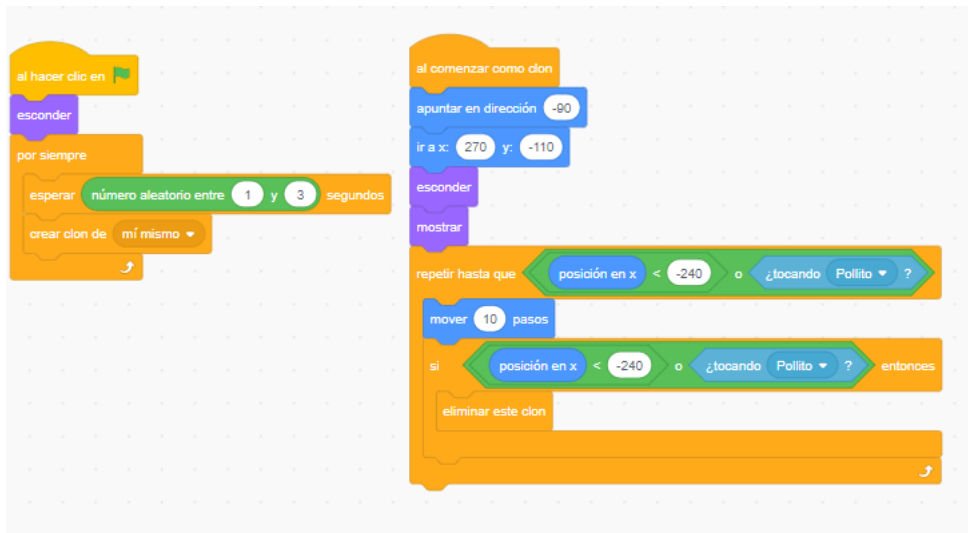 al hacer clic en
esconder
por siempre
esperar número aleatorio entre 1 y 3 segundos
crear clon de mí mismo
al comenzar como clon
apuntar en dirección -90
ir a x: 270 y: -110
esconder
mostrar
repetir hasta que posición en x < -240 o ¿tocando Pollito ?
mover 10 pasos
si posición en x < -240 o ¿tocando Pollito ? entonces
eliminar este clon